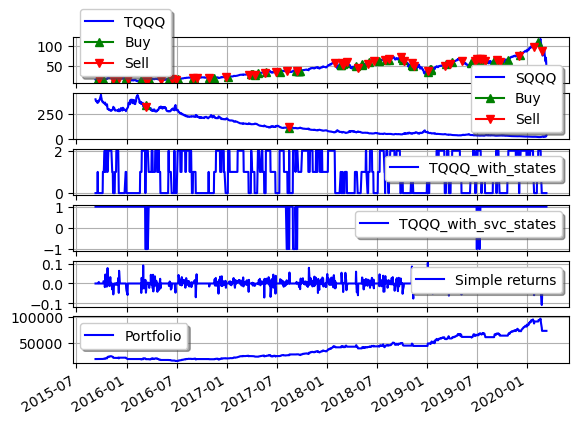 TQQQ
Buy
Sell
100
50
SQQQ
Buy
Sell
250
0
2
TQQQ_with_states
0
1
0
TQQQ_with_svc_states
−1
0.1
0.0
Simple returns
−0.1
100000
Portfolio
50000
2015-07
2016-01
2016-07
2017-01
2017-07
2018-01
2018-07
2019-01
2019-07
2020-01